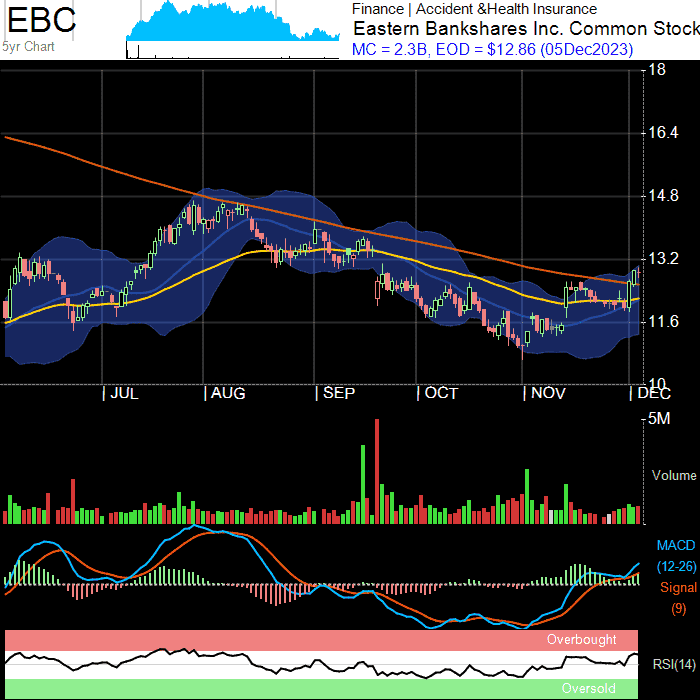 EBC
5yr Chart
Finance | Accident &Health Insurance
Eastern Bankshares Inc. Common Stock
MC = 2.3B, EOD = $12.86 (05Dec2023)
18
16.4
14.8
13.2
11.6
10
JUL AUG SEP OCT NOV DEC
5M
Volume
MACD
(12-26)
Signal
(9)
Overbought
RSI(14)
Oversold